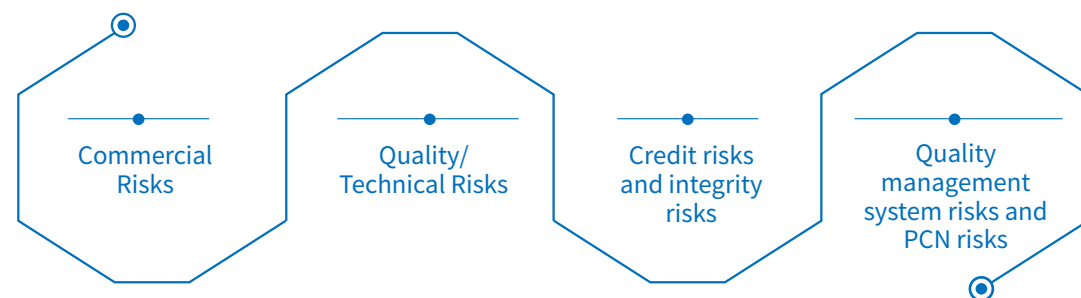 Commercial
Risks
Quality/
Technical Risks
Credit risks
and integrity
risks
Quality
management
system risks and
PCN risks